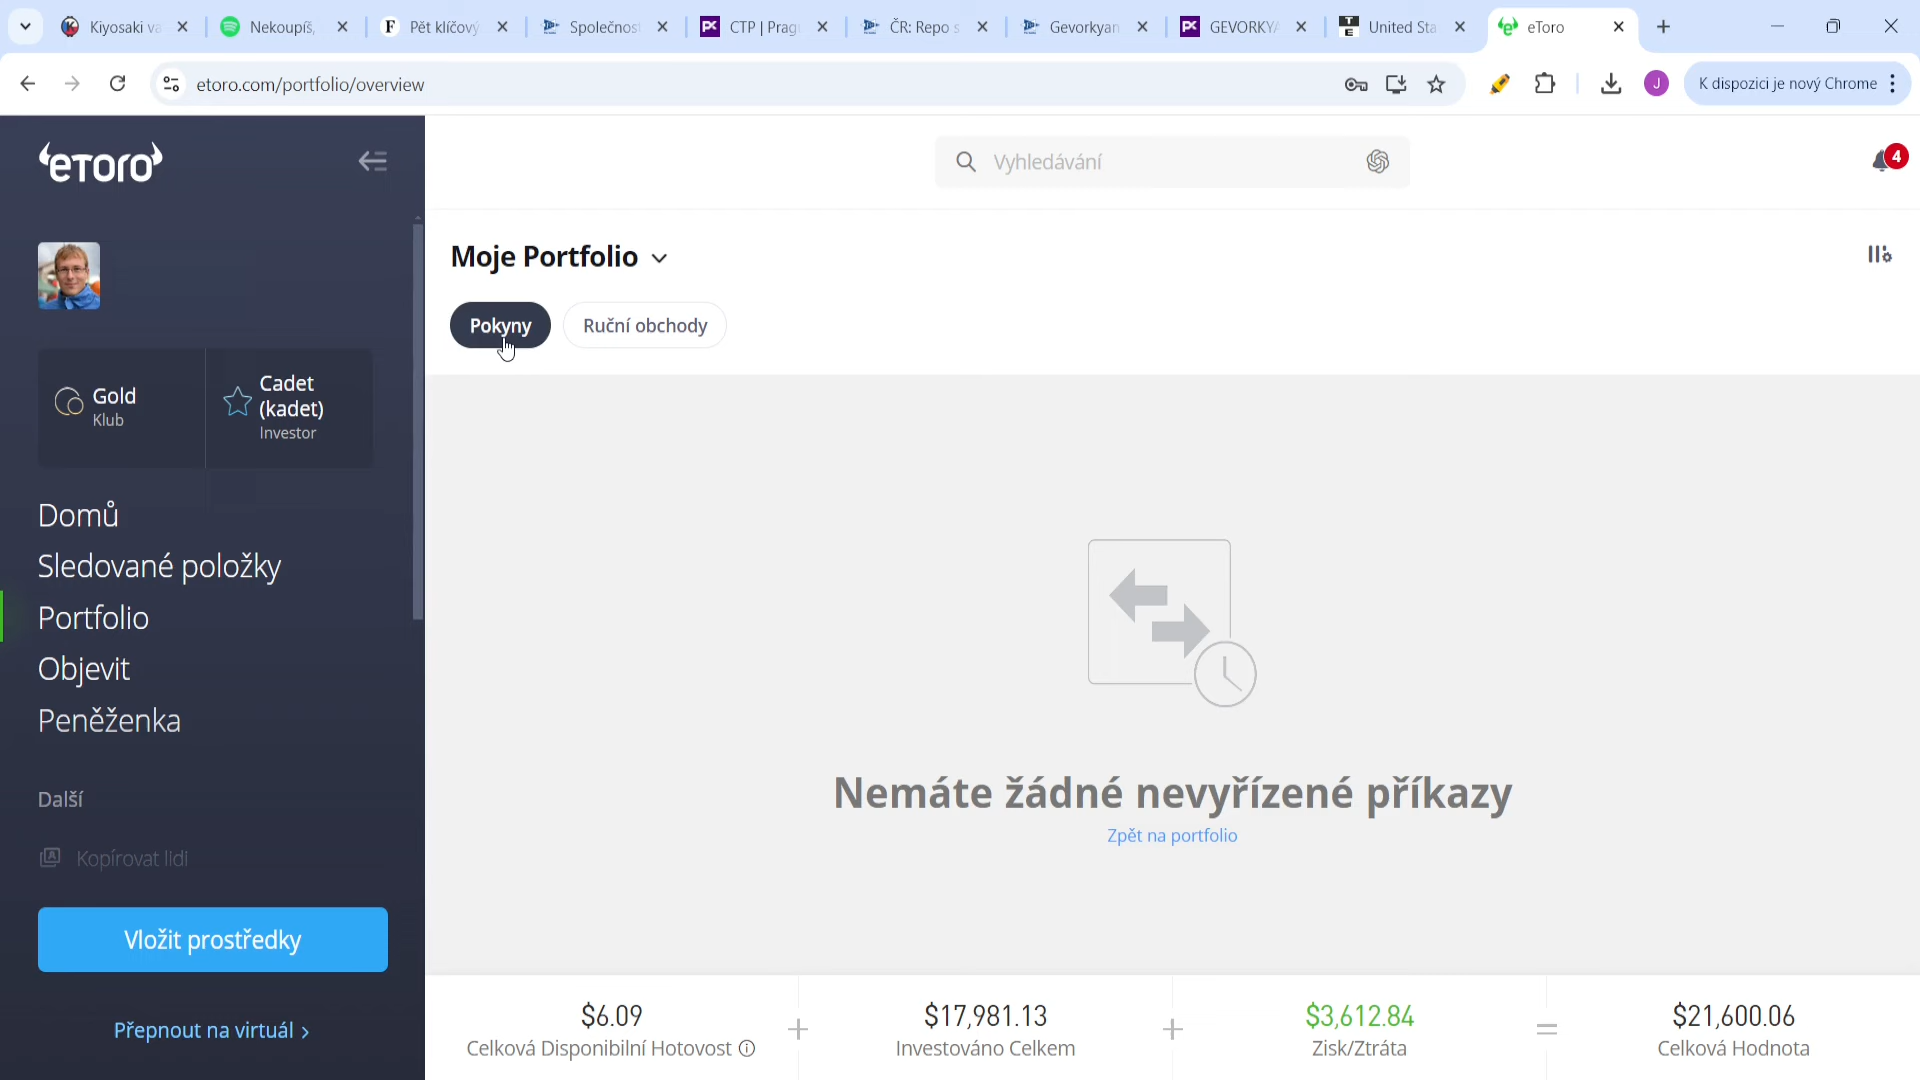 Kiyosaki va
Nekoupíš,
Pět klíčový
Společnos
CTP | Prag
ČR: Repo s
Gevorkyan
GEVORKYA
United Sta
eToro
etoro.com/portfolio/overview
J
K dispozici je nový Chrome
eToro
Vyhledávání
4
Moje Portfolio
Pokyny
Ruční obchody
Gold
Klub
Cadet
(kadet)
Investor
Domů
Sledované položky
Portfolio
Objevit
Peněženka
Další
Kopírovat lidi
Vložit prostředky
Přepnout na virtuál >
Nemáte žádné nevyřízené příkazy
Zpět na portfolio
$6.09
Celková Disponibilní Hotovost
+
$17,981.13
Investováno Celkem
+
$3,612.84
Zisk/Ztráta
=
$21,600.06
Celková Hodnota